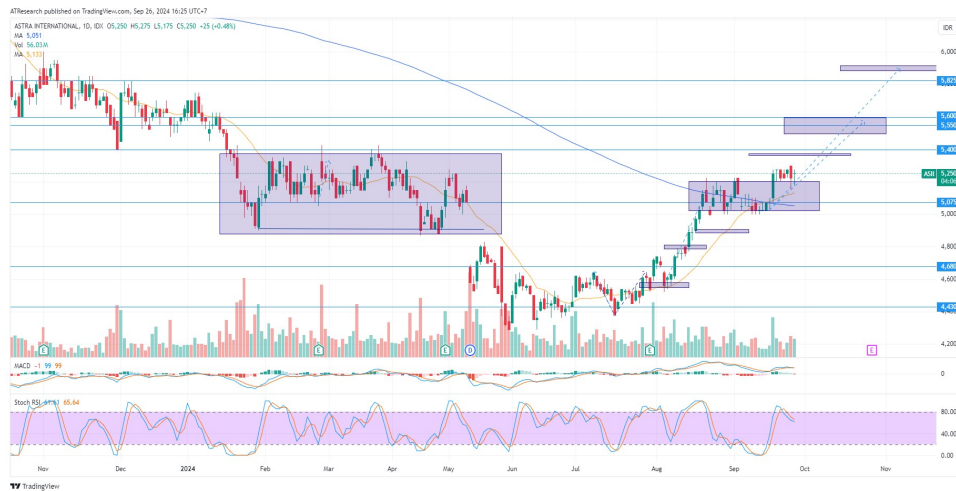 ATResearch published on TradingView.com, Sep 26, 2024 16:25 UTC+7
ASTRA INTERNATIONAL, 1D, IDX O5,250 H5,275 L5,175 C5,250 +25 (+0.48%)
IDR
MA 5,051
Vol 56.03M
MA 5,133
6,000
5,825
5,600
5,550
5,400
ASII 5,250
04:06
5,075
5,000
4,800
4,680
4,600
4,430
4,200
E E E D E E
MACD -1 99 99
0
Stoch RSI 61.61 65.64
80.00
40.00
0.00
Nov Dec 2024 Feb Mar Apr May Jun Jul Aug Sep Oct Nov
TradingView